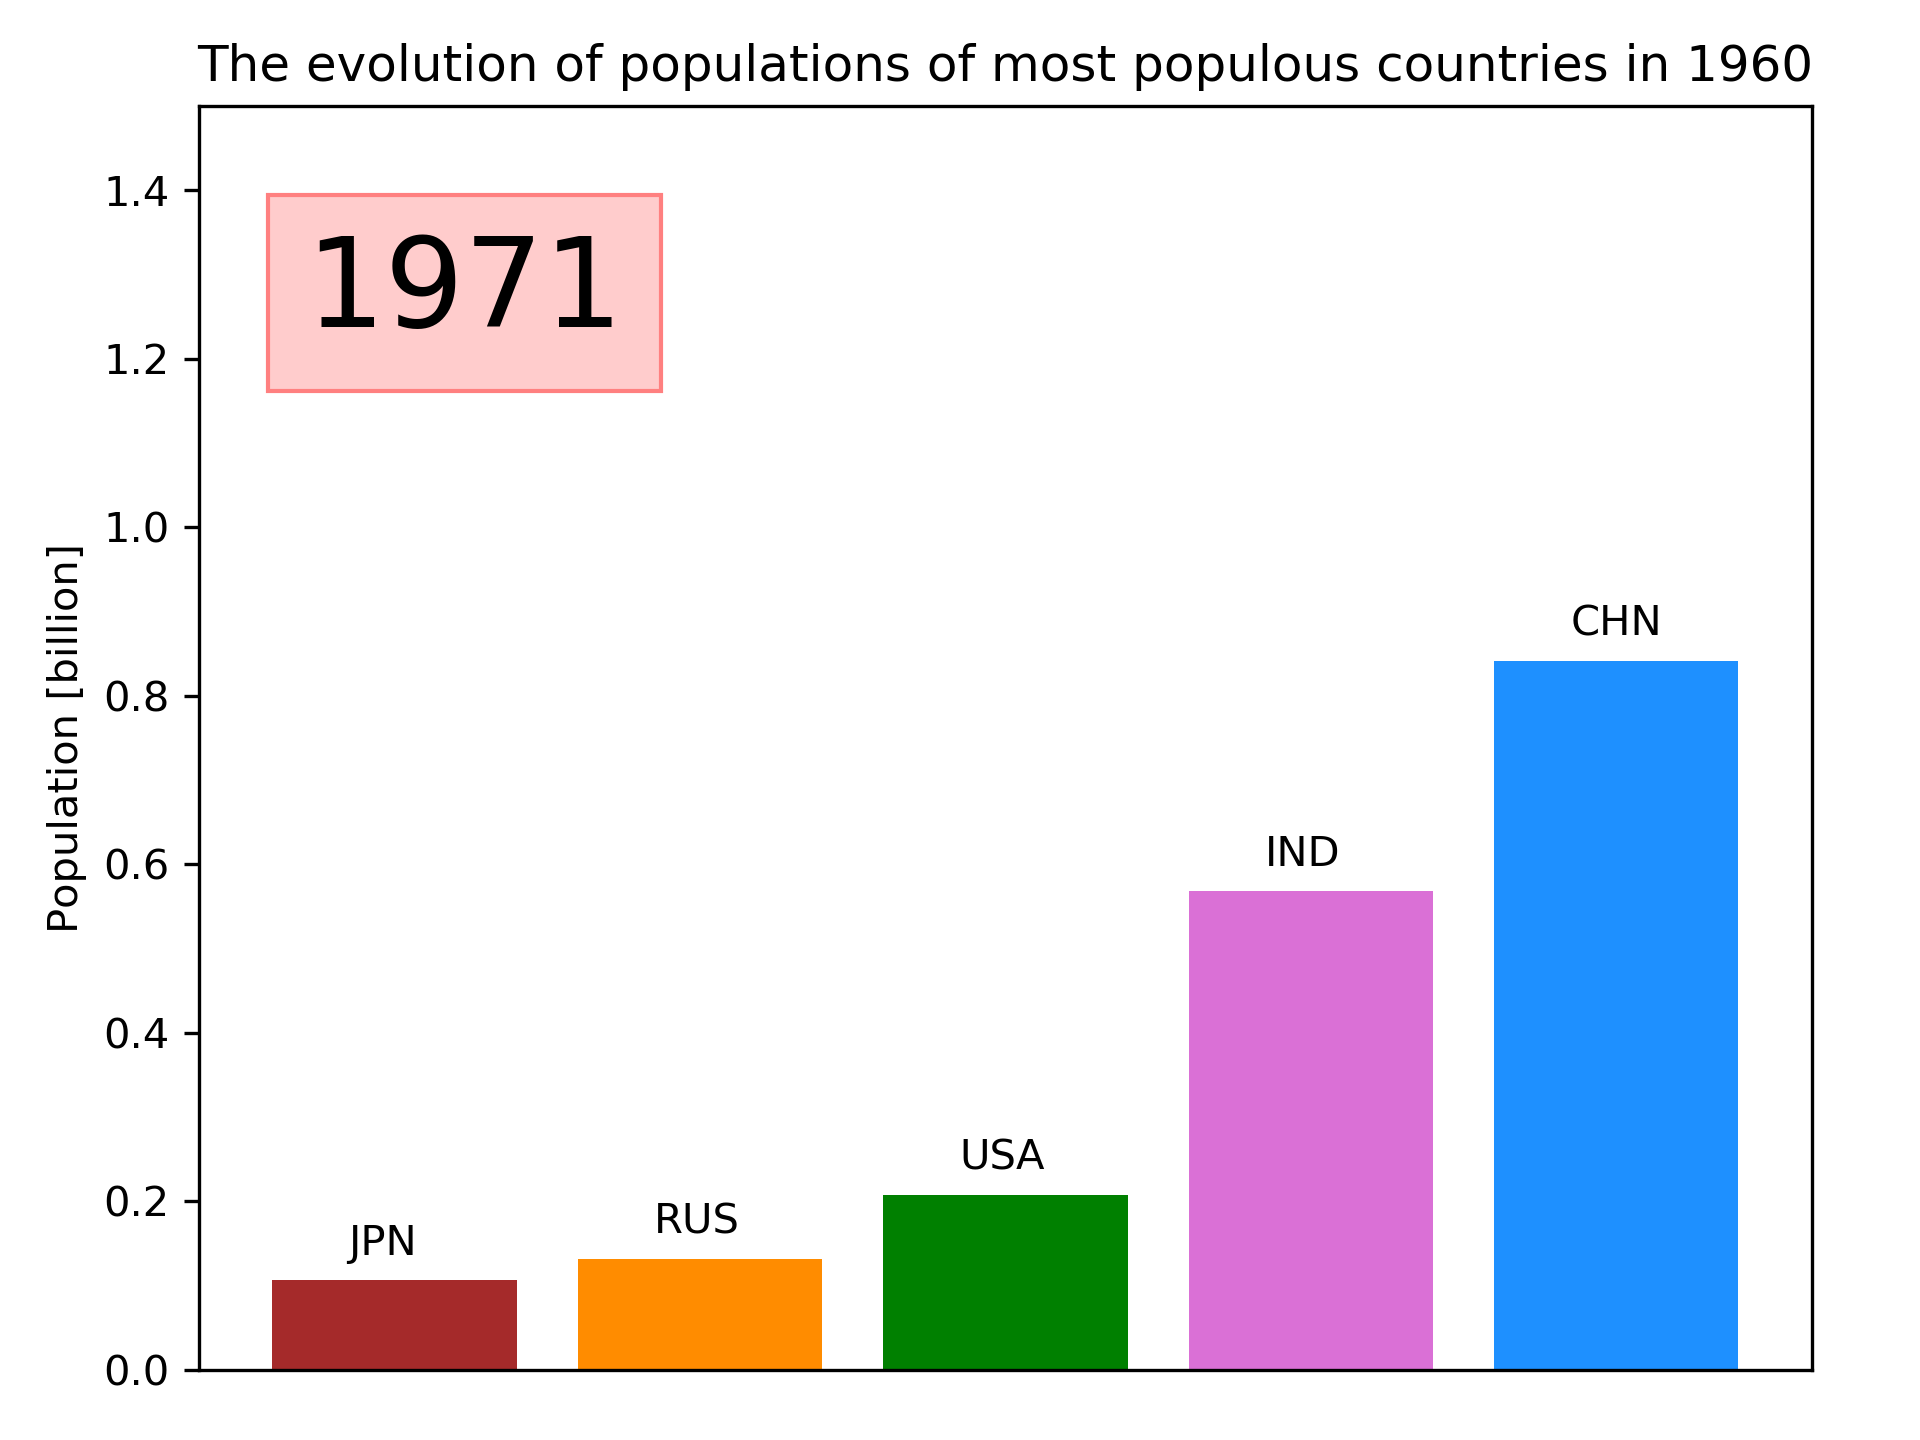 The evolution of populations of most populous countries in 1960
1971
1.4
1.2
1.0
0.8
0.6
0.4
0.2
0.0
Population [billion]
JPN
RUS
USA
IND
CHN